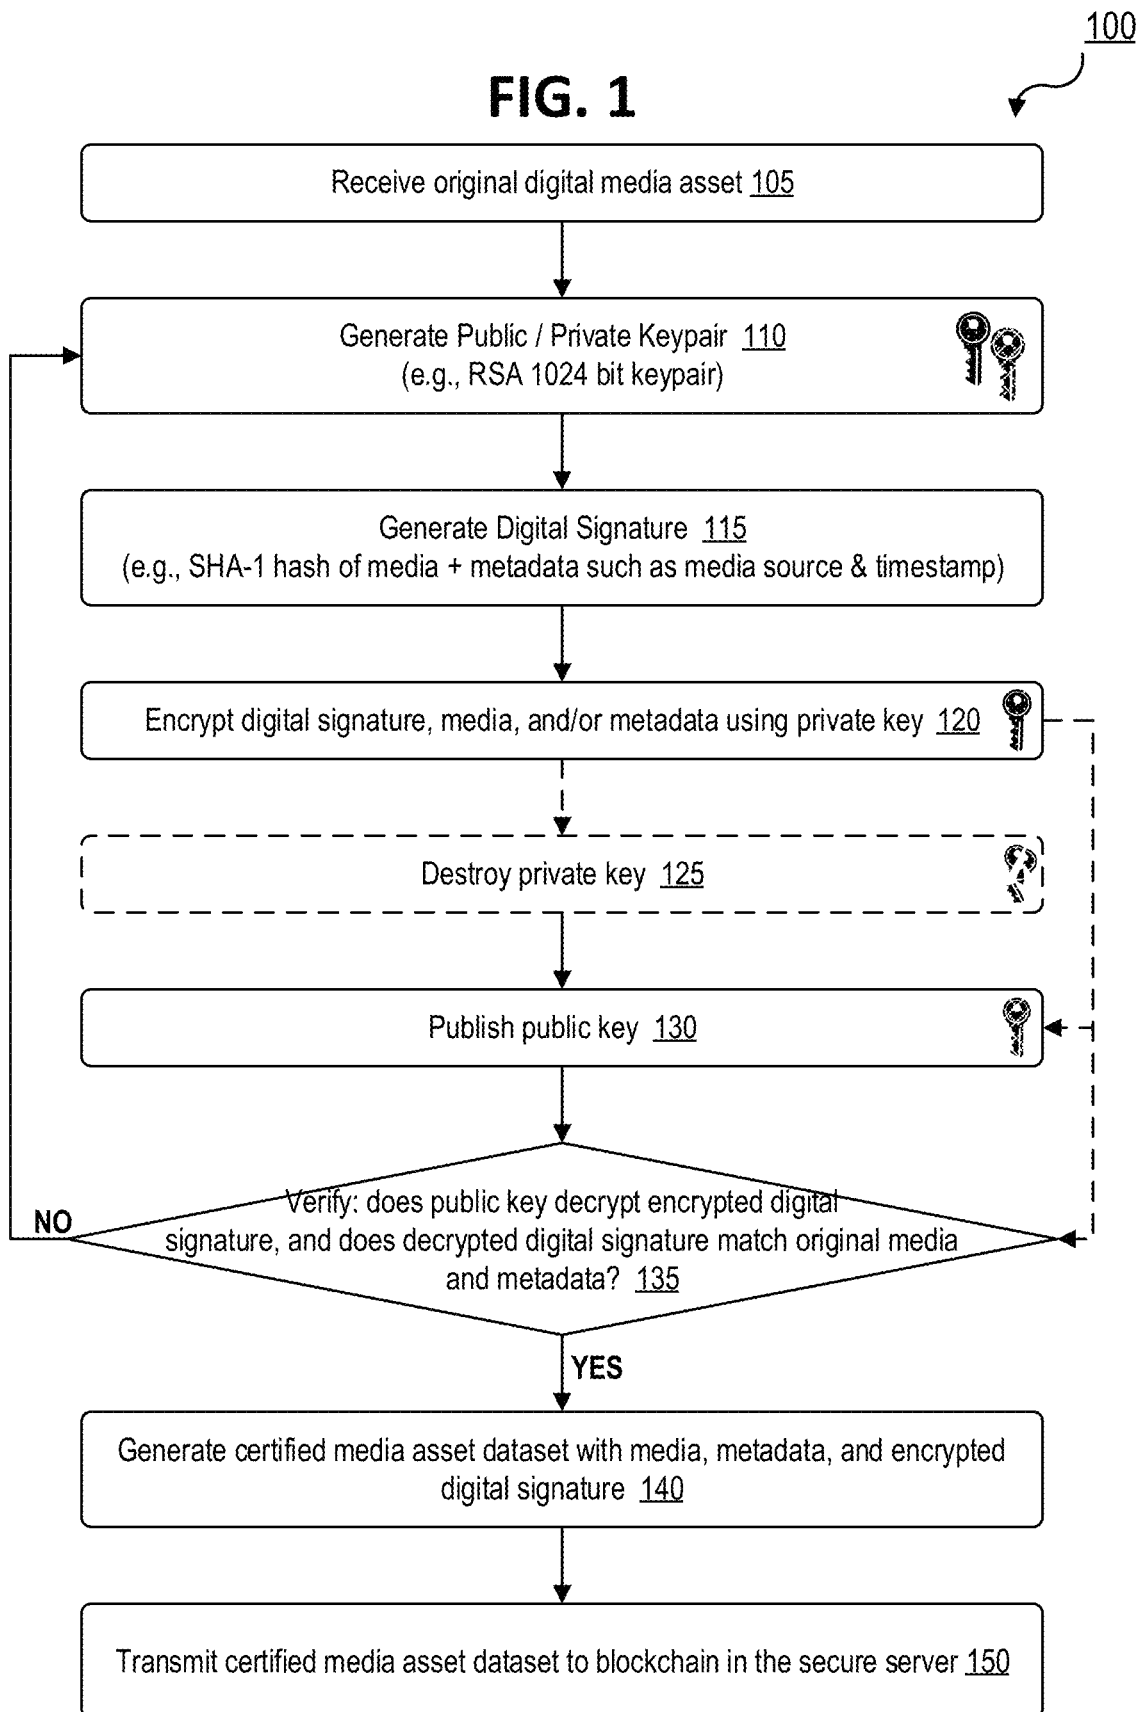 100
FIG. 1
Receive original digital media asset 105
Generate Public / Private Keypair 110
(e.g., RSA 1024 bit keypair)
Generate Digital Signature 115
(e.g., SHA-1 hash of media + metadata such as media source & timestamp)
Encrypt digital signature, media, and/or metadata using private key 120
Destroy private key 125
Publish public key 130
Verify: does public key decrypt encrypted digital
signature, and does decrypted digital signature match original media
and metadata? 135
NO
YES
Generate certified media asset dataset with media, metadata, and encrypted
digital signature 140
Transmit certified media asset dataset to blockchain in the secure server 150